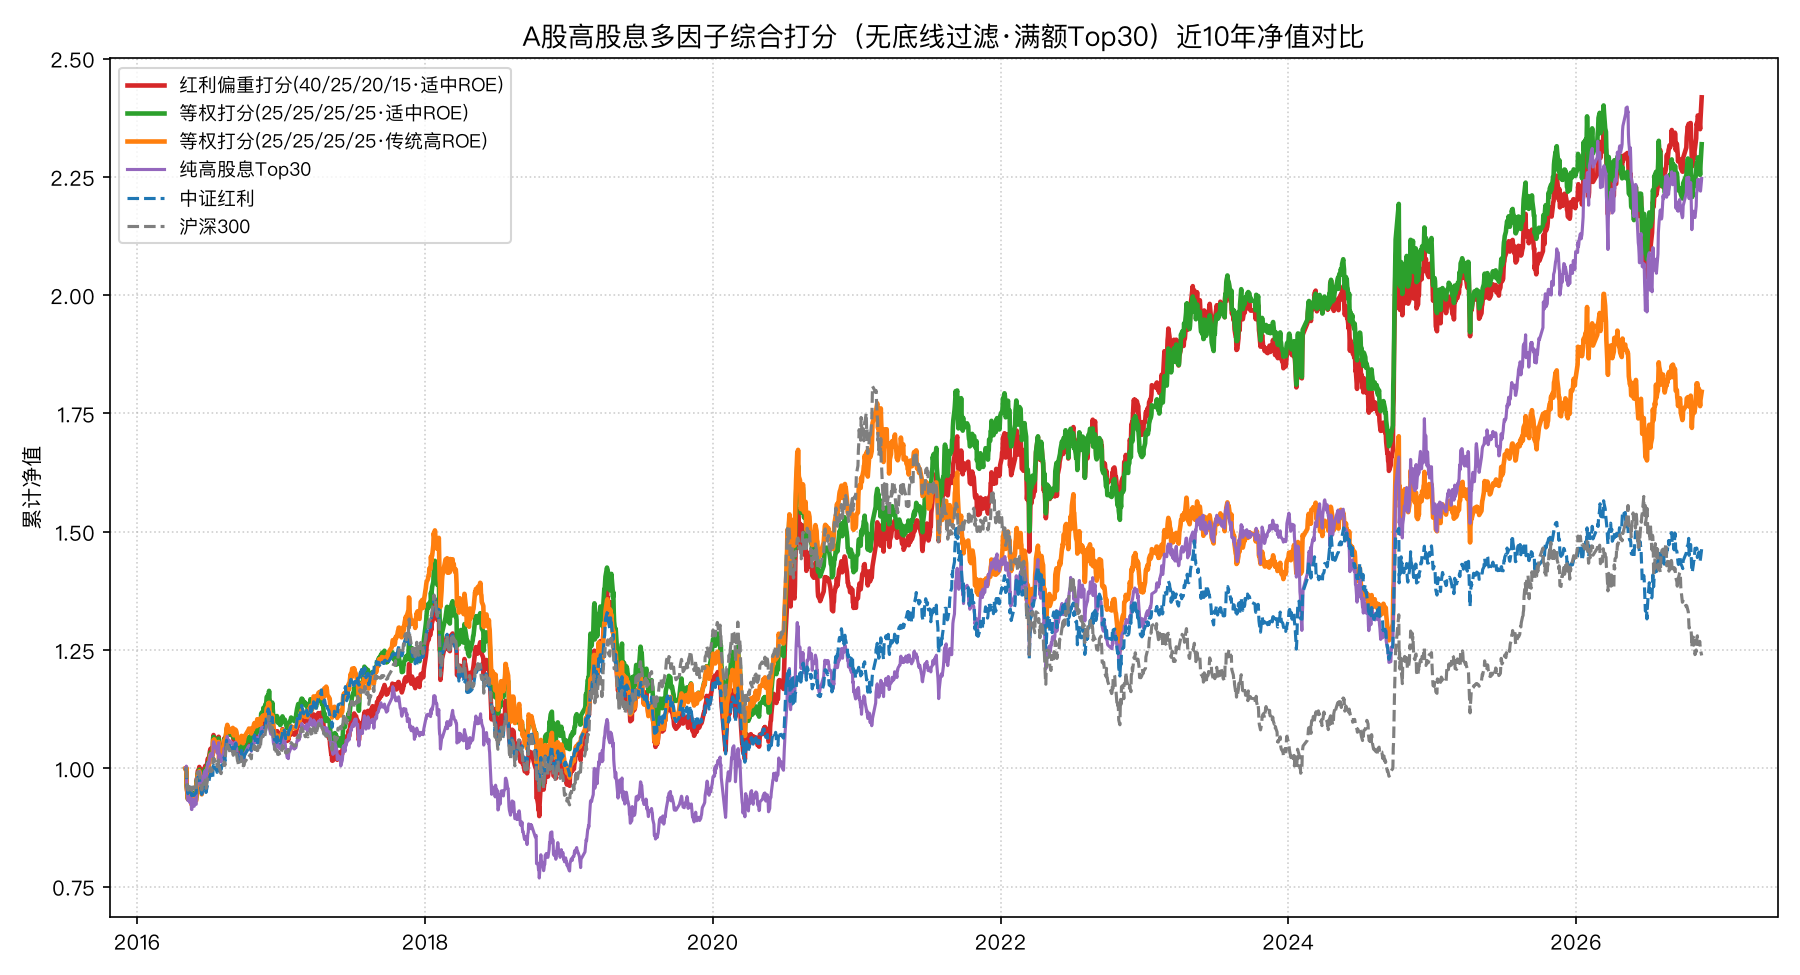 A股高股息多因子综合打分（无底线过滤·满额Top30）近10年净值对比
红利偏重打分(40/25/20/15·适中ROE)
等权打分(25/25/25/25·适中ROE)
等权打分(25/25/25/25·传统高ROE)
纯高股息Top30
中证红利
沪深300
累计净值
2.50
2.25
2.00
1.75
1.50
1.25
1.00
0.75
2016
2018
2020
2022
2024
2026